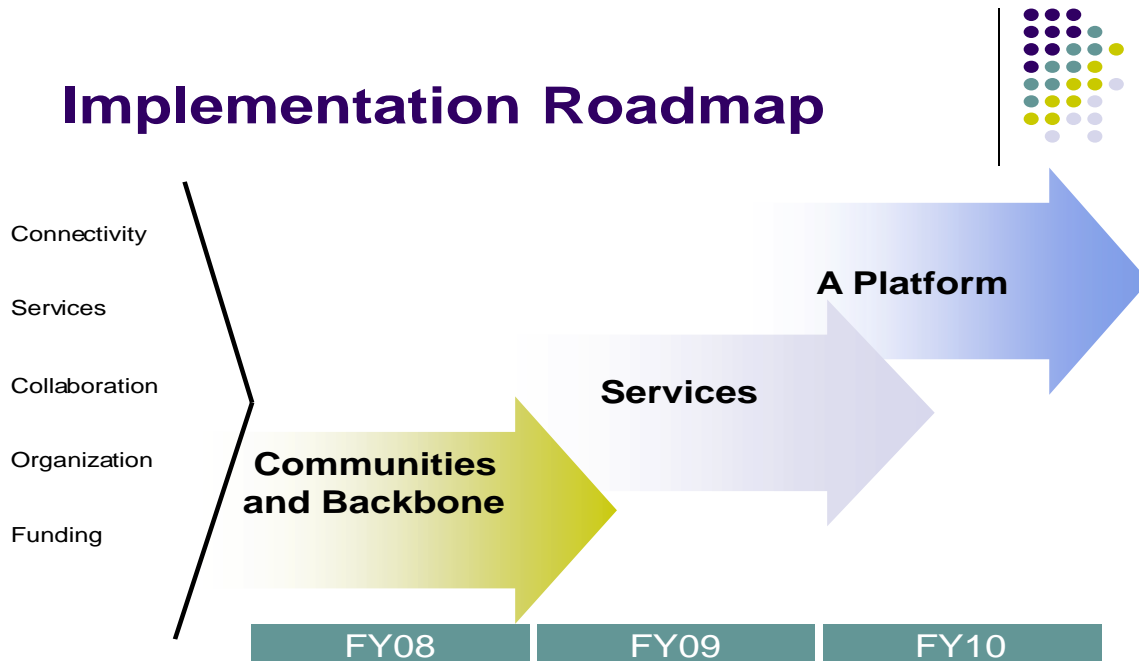 Implementation Roadmap
Connectivity
Services
Collaboration
Organization
Funding
A Platform
Services
Communities
and Backbone
FY08
FY09
FY10